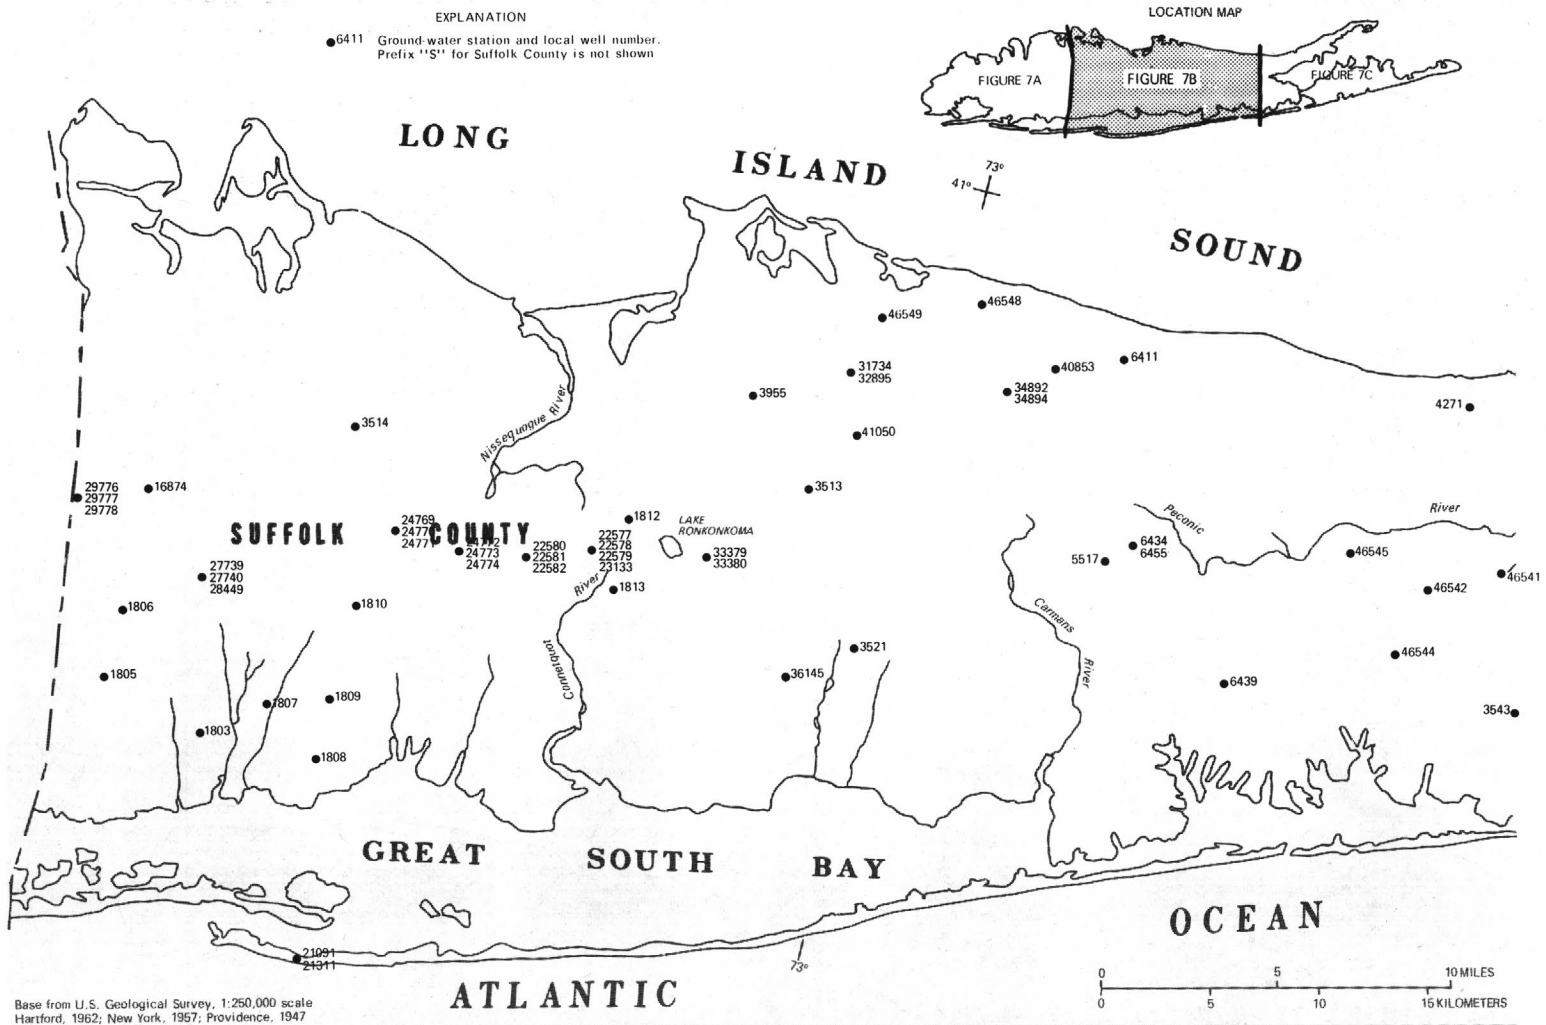 EXPLANATION
6411 Ground-water station and local well number.
Prefix "S" for Suffolk County is not shown
LOCATION MAP
FIGURE 7A
FIGURE 7B
FIGURE 7C
LONG
ISLAND
SOUND
73°
41°
46549
46548
31734
32895
3955
40853
6411
34892
34894
4271
3514
41050
Nissequogue River
29776
29777
29778
16874
3513
SUFFOLK COUNTY
24769
24771
24773
24774
22580
22581
22582
22577
22578
22579
23133
1812
LAKE
RONKONKOMA
33379
33380
1813
Peconic
River
6434
6455
5517
46545
46541
46542
27739
27740
28449
1806
1810
Connetquot
River
Carmans
River
1805
3521
36145
46544
6439
3543
1807
1809
1803
1808
GREAT
SOUTH
BAY
OCEAN
21091
21311
73°
ATLANTIC
0 5 10 MILES
0 5 10 15 KILOMETERS
Base from U.S. Geological Survey, 1:250,000 scale
Hartford, 1962; New York, 1957; Providence, 1947